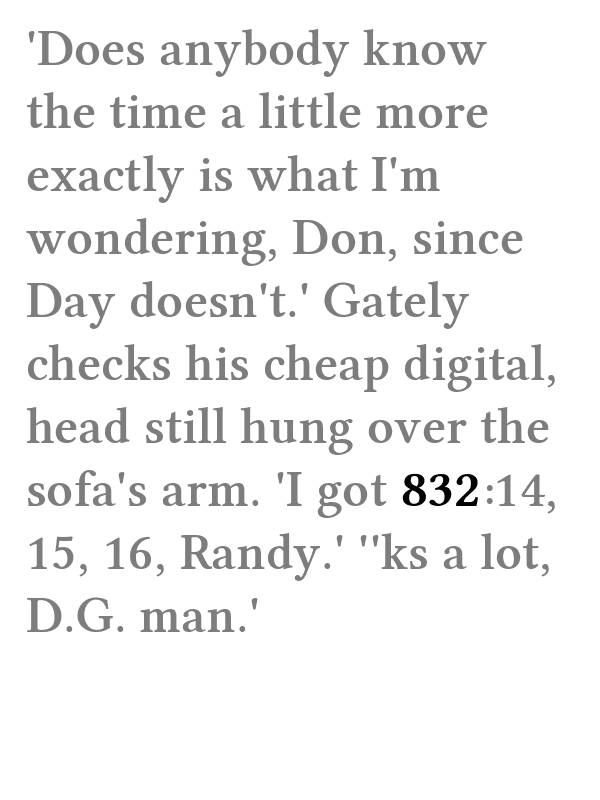 'Does anybody know
the time a little more
exactly is what I'm
wondering, Don, since
Day doesn't.' Gately
checks his cheap digital,
head still hung over the
sofa's arm. 'I got 832:14,
15, 16, Randy.' ''ks a lot,
D.G. man.'